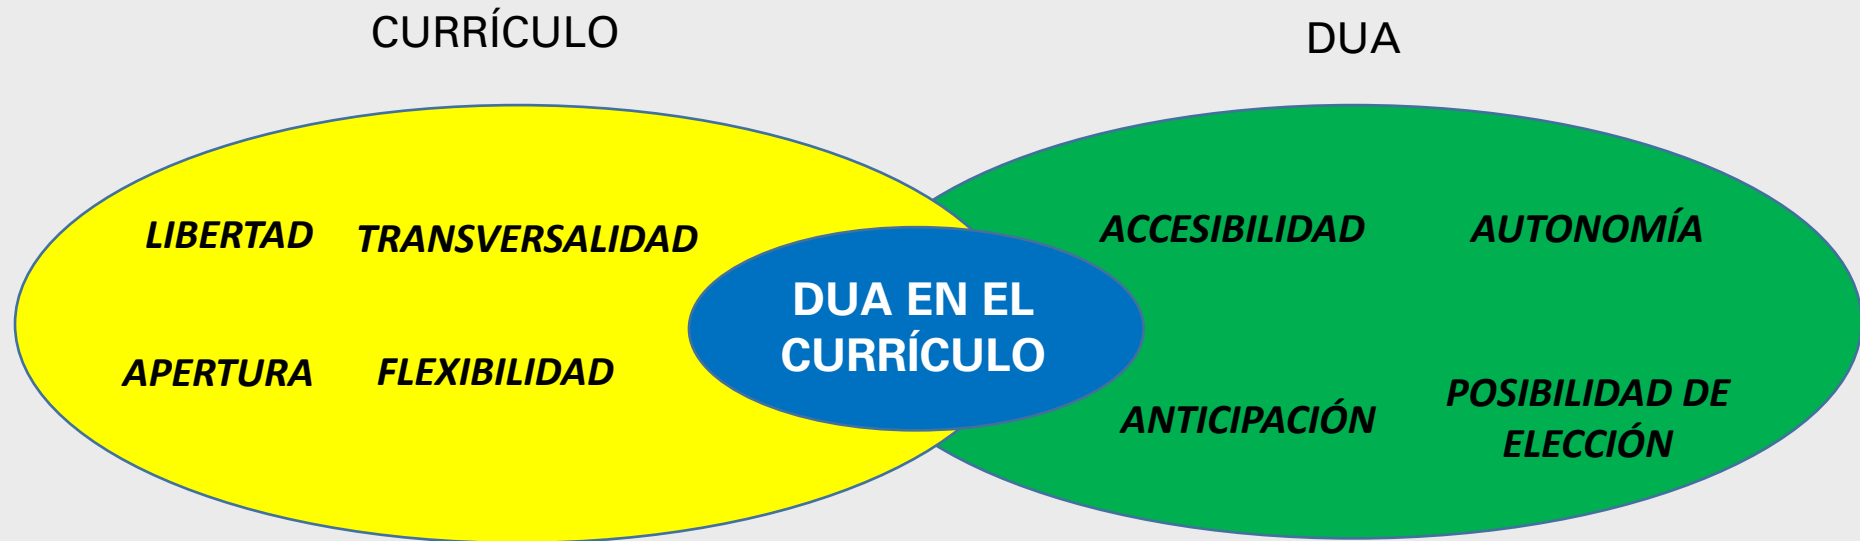 CURRÍCULO
DUA
LIBERTAD
TRANSVERSALIDAD
APERTURA
FLEXIBILIDAD
DUA EN EL
CURRÍCULO
ACCESIBILIDAD
AUTONOMÍA
ANTICIPACIÓN
POSIBILIDAD DE
ELECCIÓN